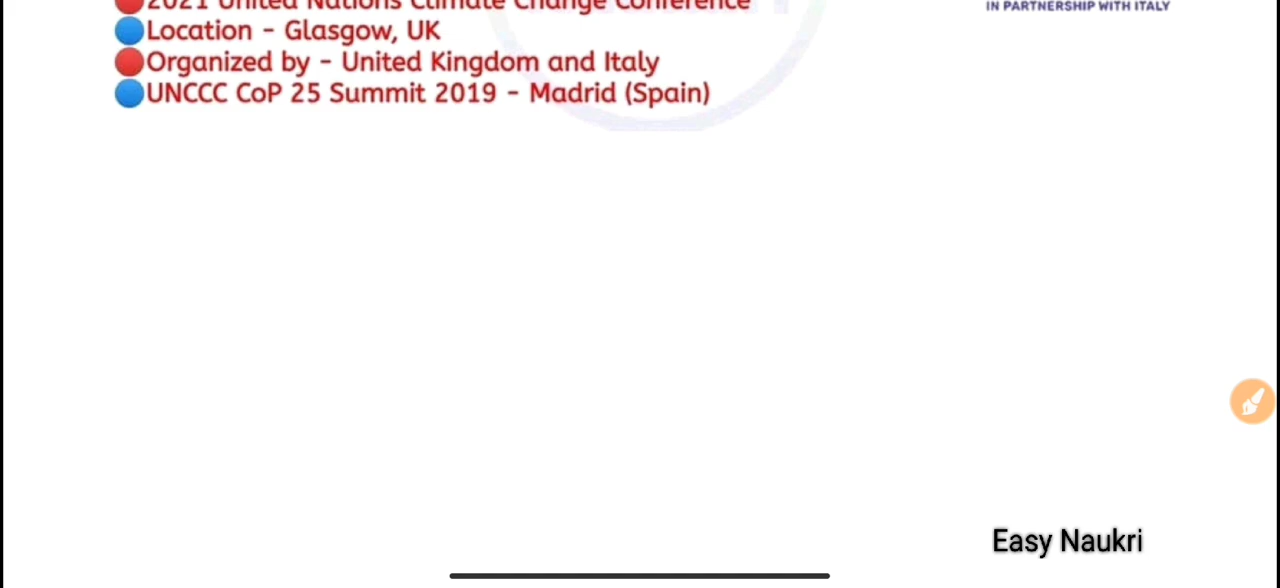 2021 United Nations Climate Change Conference
IN PARTNERSHIP WITH ITALY
Location - Glasgow, UK
Organized by - United Kingdom and Italy
UNCCC CoP 25 Summit 2019 - Madrid (Spain)
Easy Naukri